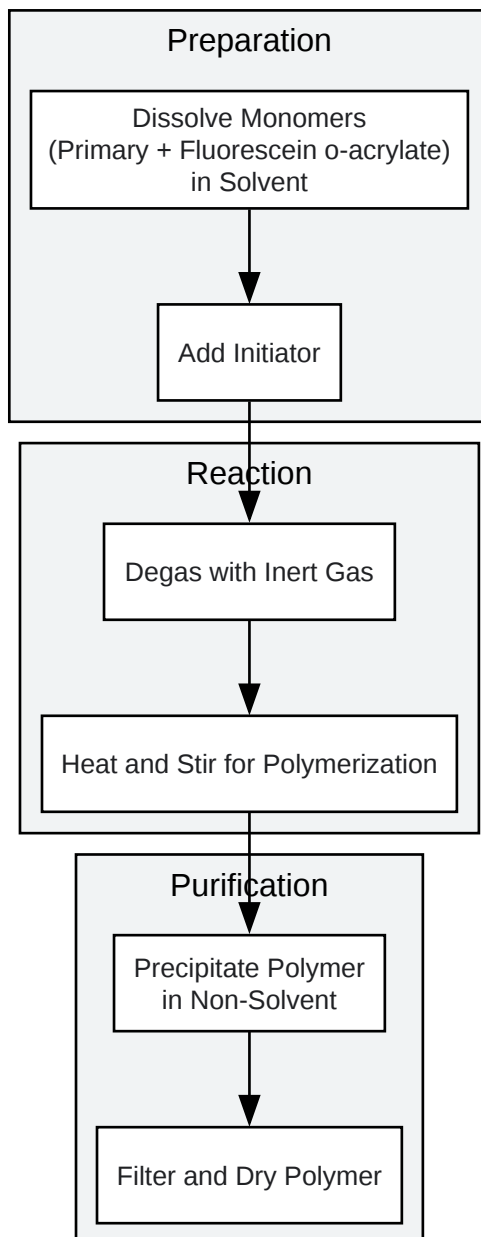 Preparation
Dissolve Monomers
(Primary + Fluorescein o-acrylate)
in Solvent
Add Initiator
Reaction
Degas with Inert Gas
Heat and Stir for Polymerization
Purification
Precipitate Polymer
in Non-Solvent
Filter and Dry Polymer